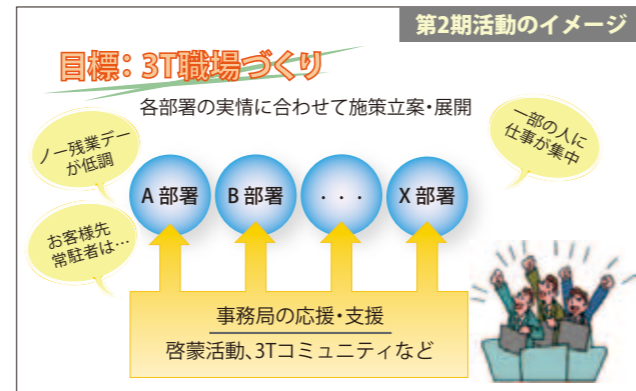 第2期活動のイメージ
目標：3T職場づくり
各部署の実情に合わせて施策立案・展開
ノー残業デー
が低調
一部の人に
仕事が集中
A 部署
B 部署
・・・
X 部署
お客様先
常駐者は…
事務局の応援・支援
啓蒙活動、3Tコミュニティなど